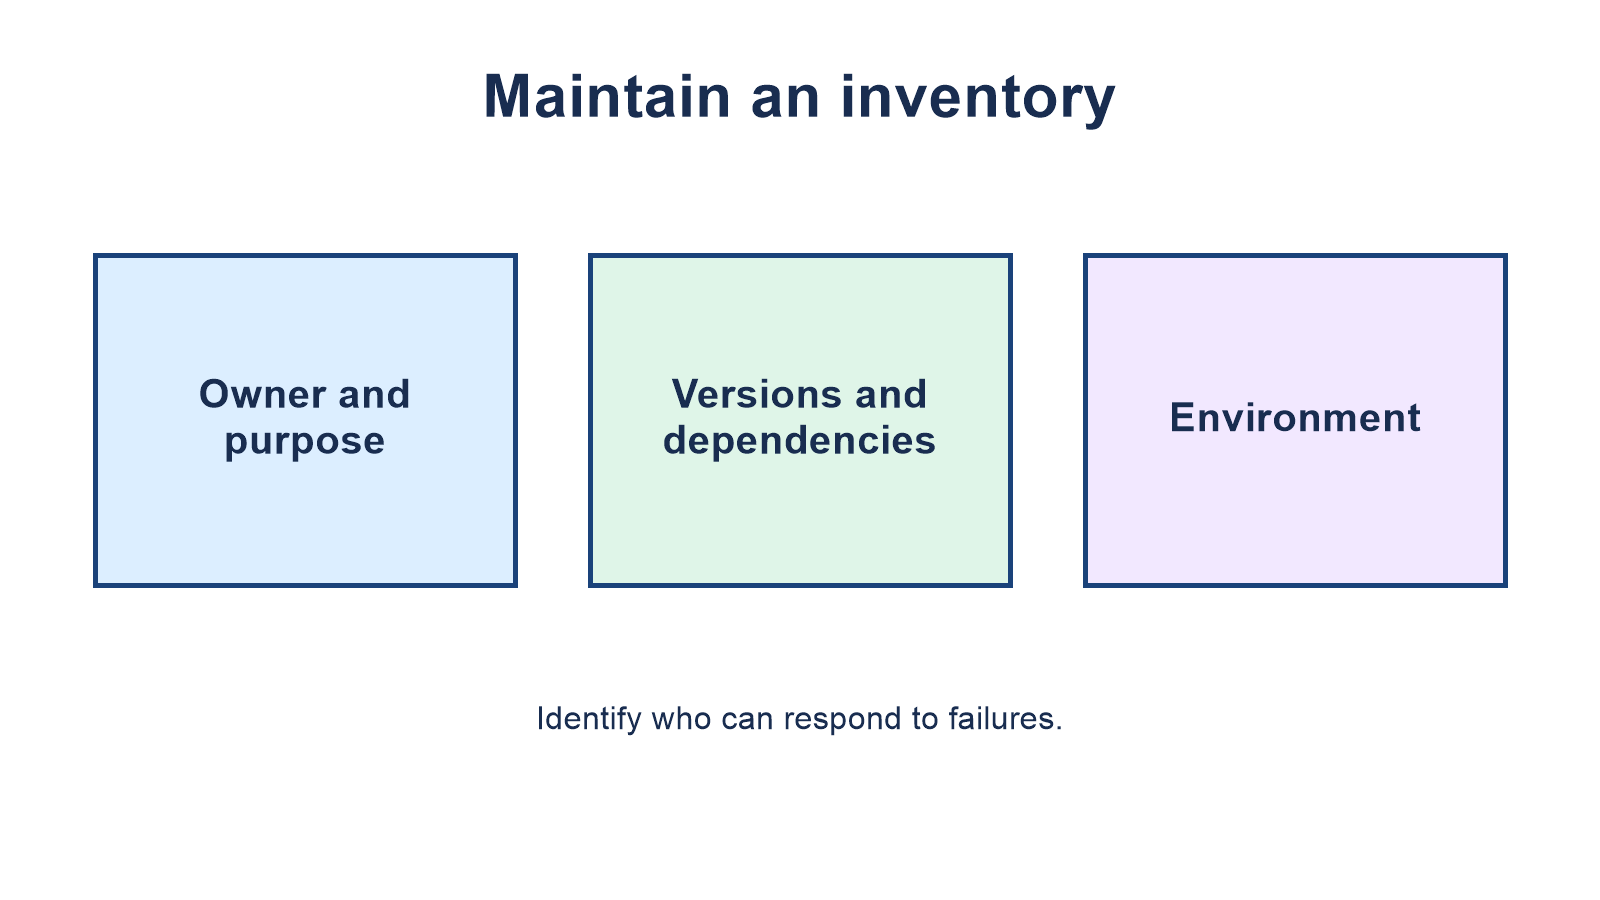 Maintain an inventory
Owner and
purpose
Versions and
dependencies
Environment
Identify who can respond to failures.